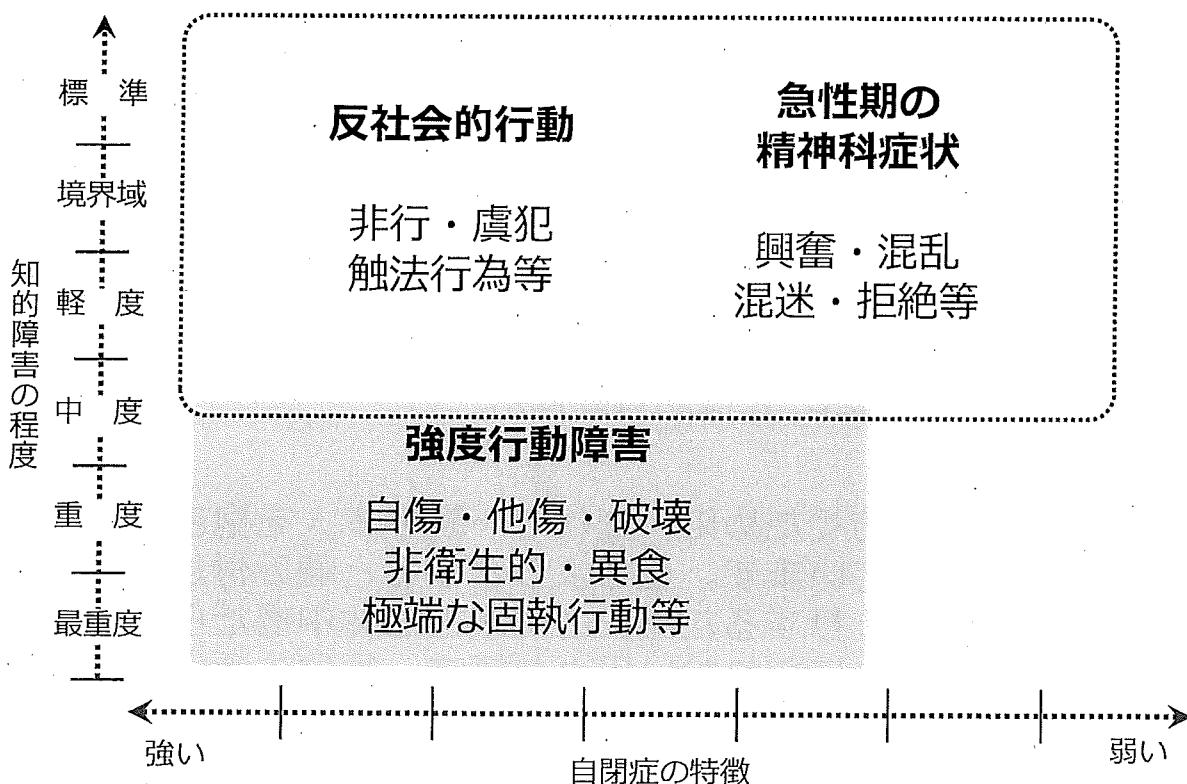 標 準
境界域
軽 度
中 度
重 度
最重度
知的障害の程度
反社会的行動
非行・虞犯
触法行為等
急性期の
精神科症状
興奮・混乱
混迷・拒絶等
強度行動障害
自傷・他傷・破壊
非衛生的・異食
極端な固執行動等
強い
自閉症の特徴
弱い